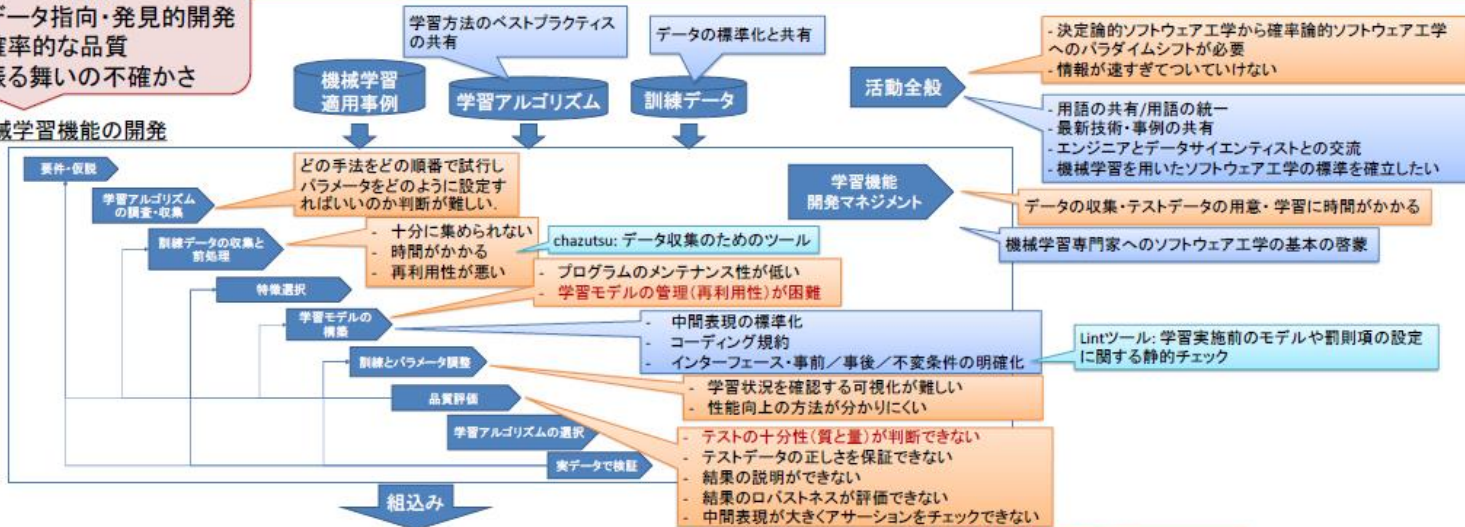 ータ指向・発見的開発
率的な品質
る舞いの不確かさ
学習方法のベストプラクティス
の共有
データの標準化と共有
- 決定論的ソフトウェア工学から確率論的ソフトウェア工学
へのパラダイムシフトが必要
- 情報が速すぎてついていけない
機械学習
適用事例
学習アルゴリズム
訓練データ
活動全般
- 用語の共有/用語の統一
- 最新技術・事例の共有
- エンジニアとデータサイエンティストとの交流
- 機械学習を用いたソフトウェア工学の標準を確立したい
械学習機能の開発
要件・仮説
どの手法をどの順番で試行し
パラメータをどのように設定す
ればいいのか判断が難しい.
学習アルゴリズム
の調査・収集
学習機能
開発マネジメント
データの収集・テストデータの用意・学習に時間がかかる
訓練データの収集と
前処理
- 十分に集められない
- 時間がかかる
- 再利用性が悪い
chazutsu: データ収集のためのツール
機械学習専門家へのソフトウェア工学の基本の啓蒙
- プログラムのメンテナンス性が低い
- 学習モデルの管理(再利用性)が困難
特徴選択
学習モデルの
構築
- 中間表現の標準化
- コーディング規約
- インターフェース・事前/事後/不変条件の明確化
Lintツール: 学習実施前のモデルや罰則項の設定
に関する静的チェック
訓練とパラメータ調整
- 学習状況を確認する可視化が難しい
- 性能向上の方法が分かりにくい
品質評価
学習アルゴリズムの選択
実データで検証
- テストの十分性(質と量)が判断できない
- テストデータの正しさを保証できない
- 結果の説明ができない
- 結果のロバストネスが評価できない
- 中間表現が大きくアサーションをチェックできない
組込み